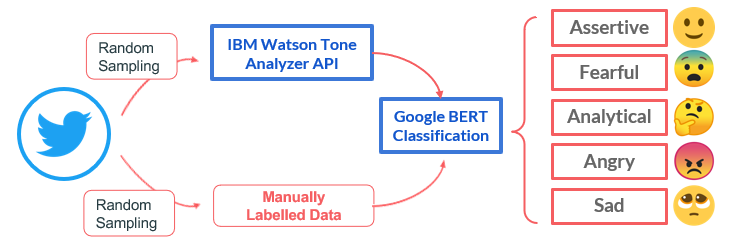 Random
Sampling
IBM Watson Tone
Analyzer API
Google BERT
Classification
Random
Sampling
Manually
Labelled Data
Assertive
Fearful
Analytical
Angry
Sad